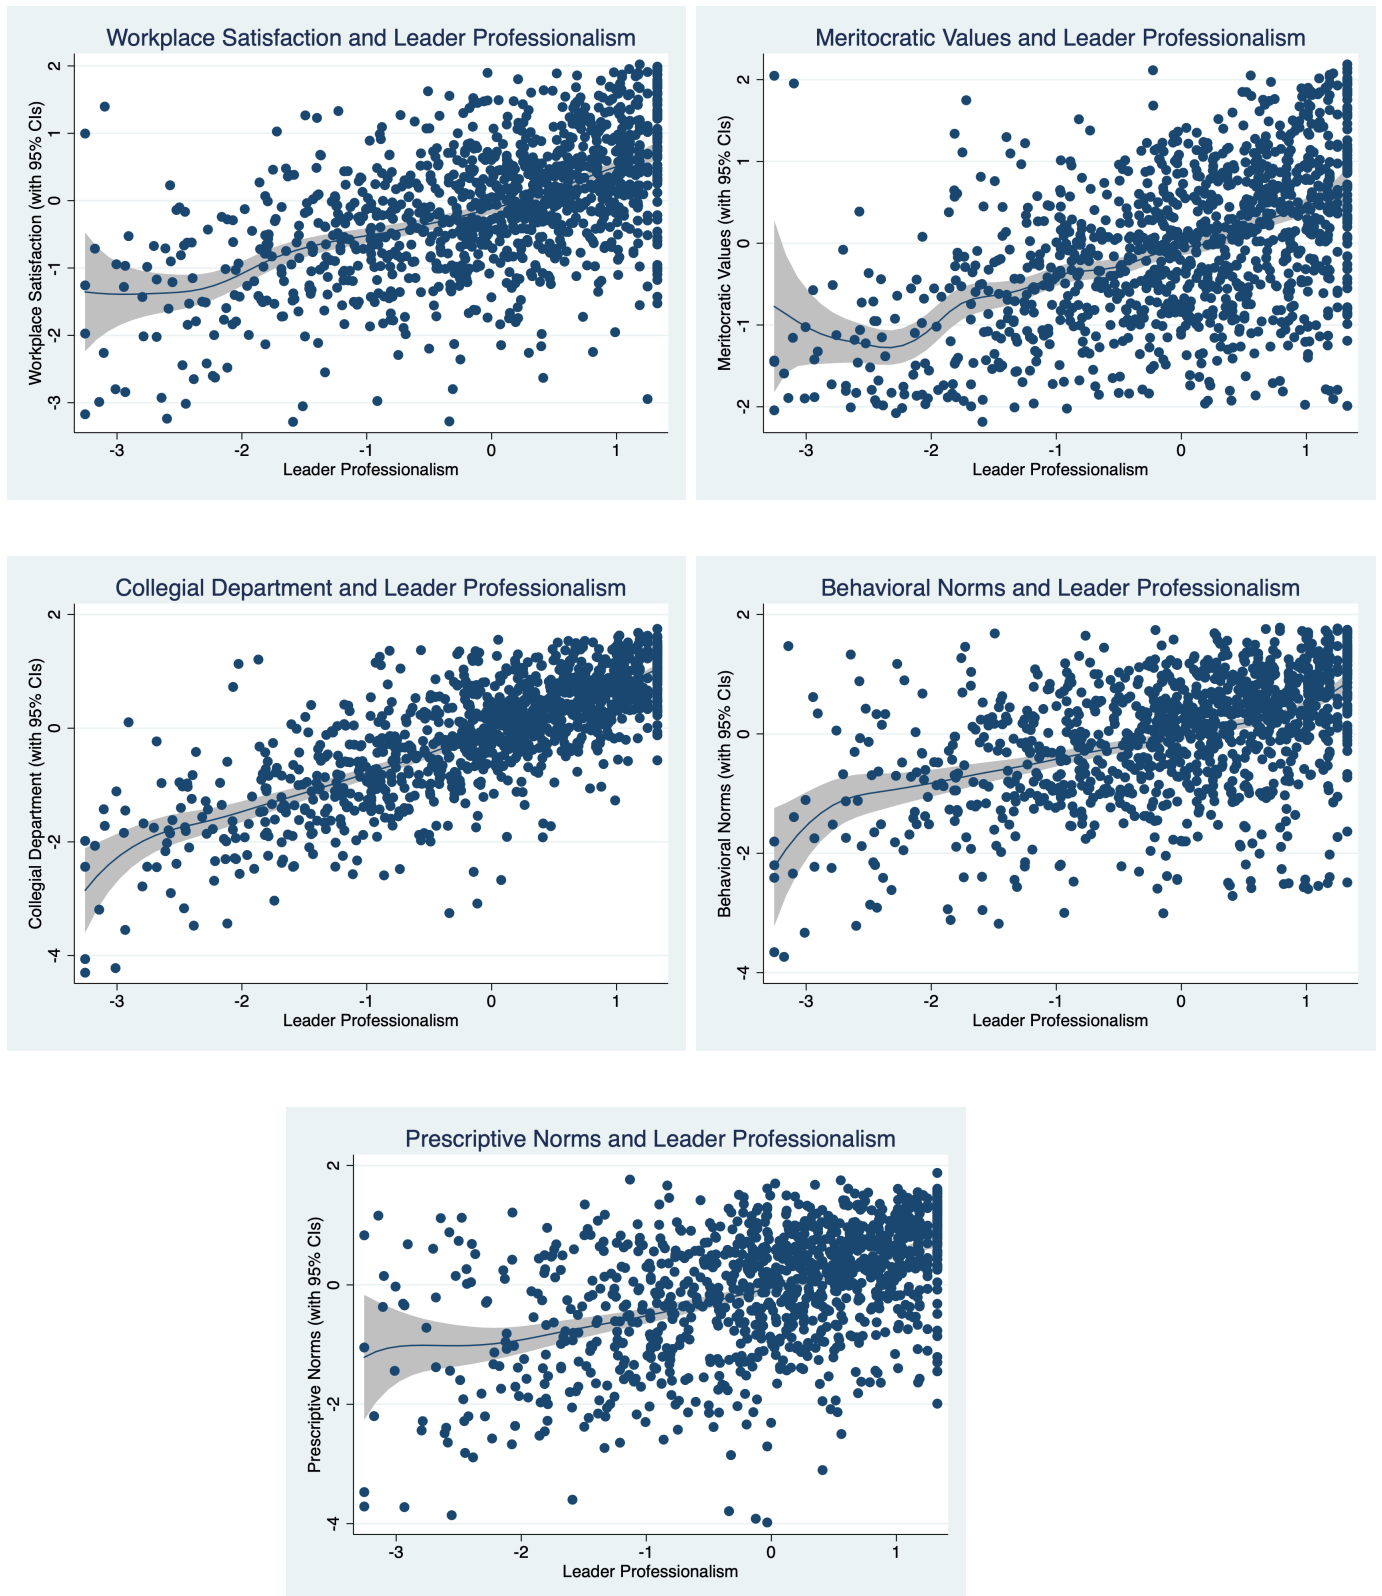 Workplace Satisfaction and Leader Professionalism
Workplace Satisfaction (with 95% CIs)
2
1
0
-1
-2
-3
-3 -2 -1 0 1
Leader Professionalism
Meritocratic Values and Leader Professionalism
Meritocratic Values (with 95% CIs)
2
1
0
-1
-2
-3 -2 -1 0 1
Leader Professionalism
Collegial Department and Leader Professionalism
Collegial Department (with 95% CIs)
2
0
-2
-4
-3 -2 -1 0 1
Leader Professionalism
Behavioral Norms and Leader Professionalism
Behavioral Norms (with 95% CIs)
2
0
-2
-4
-3 -2 -1 0 1
Leader Professionalism
Prescriptive Norms and Leader Professionalism
Prescriptive Norms (with 95% CIs)
2
0
-2
-4
-3 -2 -1 0 1
Leader Professionalism